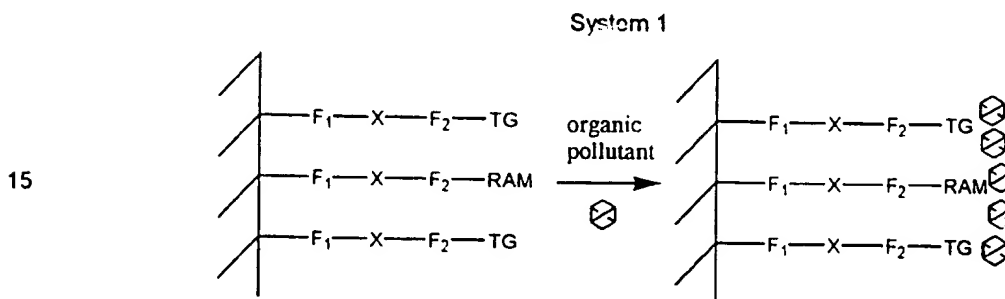 System 1
F₁—X—F₂—TG
organic
pollutant
F₁—X—F₂—TG
15
F₁—X—F₂—RAM
F₁—X—F₂—RAM
F₁—X—F₂—TG
F₁—X—F₂—TG